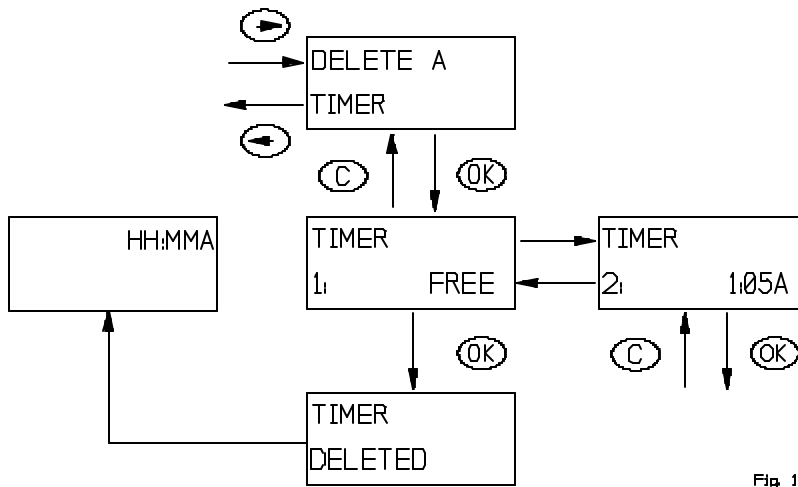 DELETE A
TIMER
C
OK
HH:MMA
TIMER
1: FREE
TIMER
2: 1:05A
OK
C
OK
TIMER
DELETED
Fig. 1